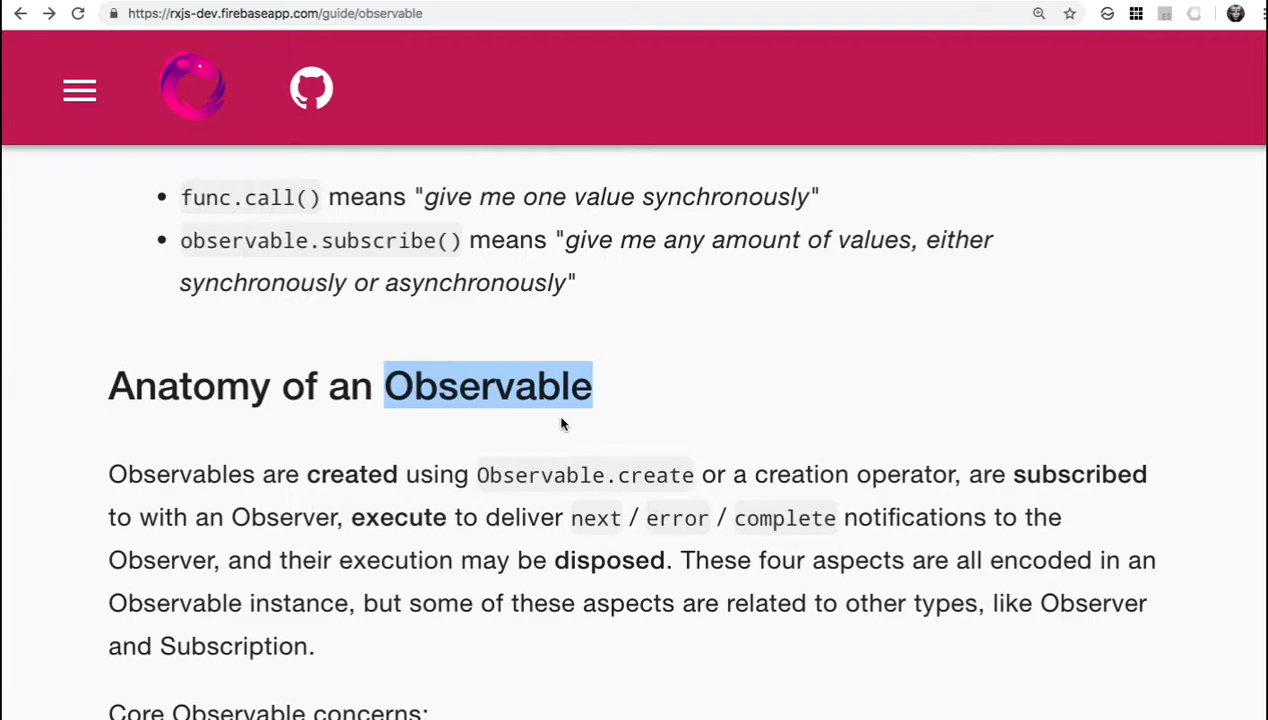 https://rxjs-dev.firebaseapp.com/guide/observable
func.call() means "give me one value synchronously"
observable.subscribe() means "give me any amount of values, either
synchronously or asynchronously"
Anatomy of an Observable
Observables are created using Observable.create or a creation operator, are subscribed
to with an Observer, execute to deliver next / error / complete notifications to the
Observer, and their execution may be disposed. These four aspects are all encoded in an
Observable instance, but some of these aspects are related to other types, like Observer
and Subscription.
Core Observable concerns: